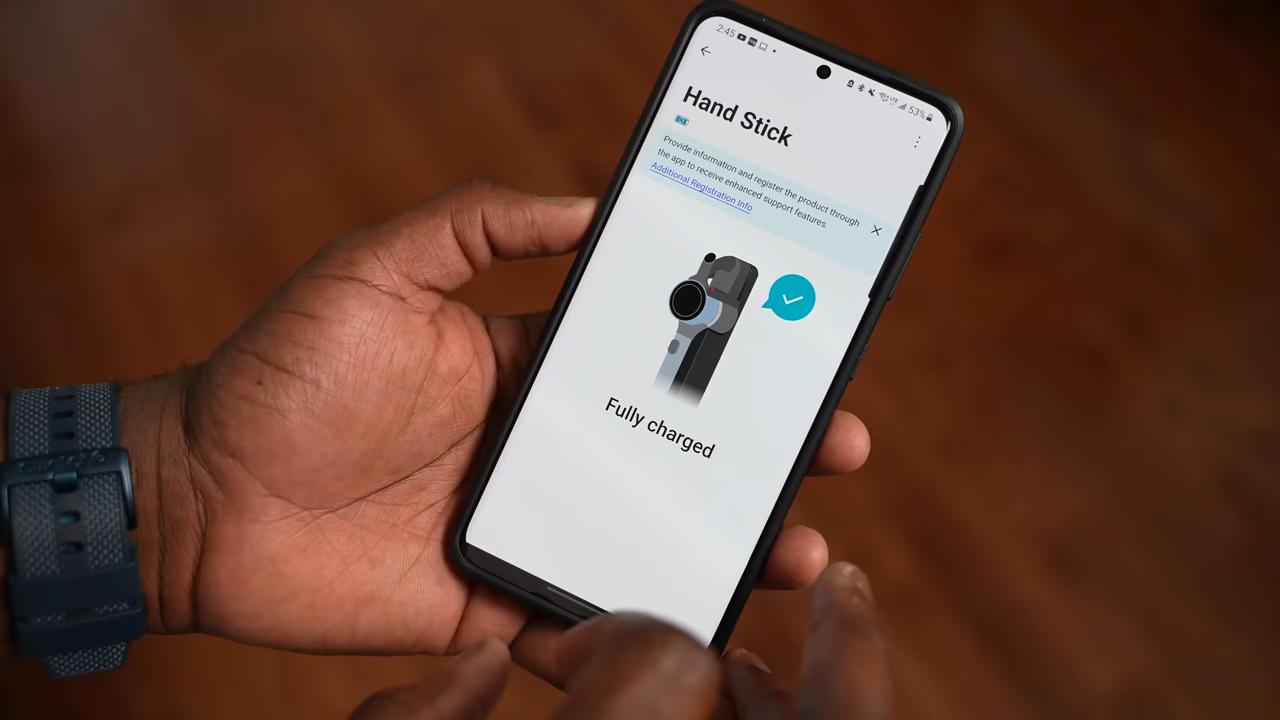 2:45
LTE
53%
Hand Stick
Provide information and register the product through
the app to receive enhanced support features.
Additional Registration Info
Fully charged